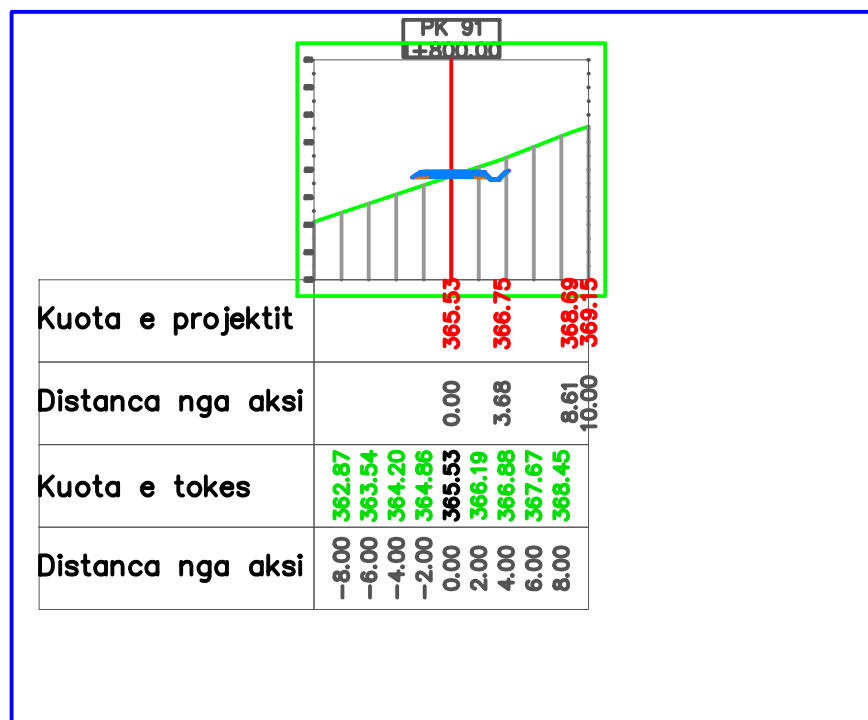 PK 91
+800.00
Kuota e projektit 365.53 366.75 368.69 369.15
Distanca nga aksi 0.00 3.68 8.61 10.00
Kuota e tokes 362.87 363.54 364.20 364.86 365.53 366.19 366.88 367.67 368.45
Distanca nga aksi -8.00 -6.00 -4.00 -2.00 0.00 2.00 4.00 6.00 8.00